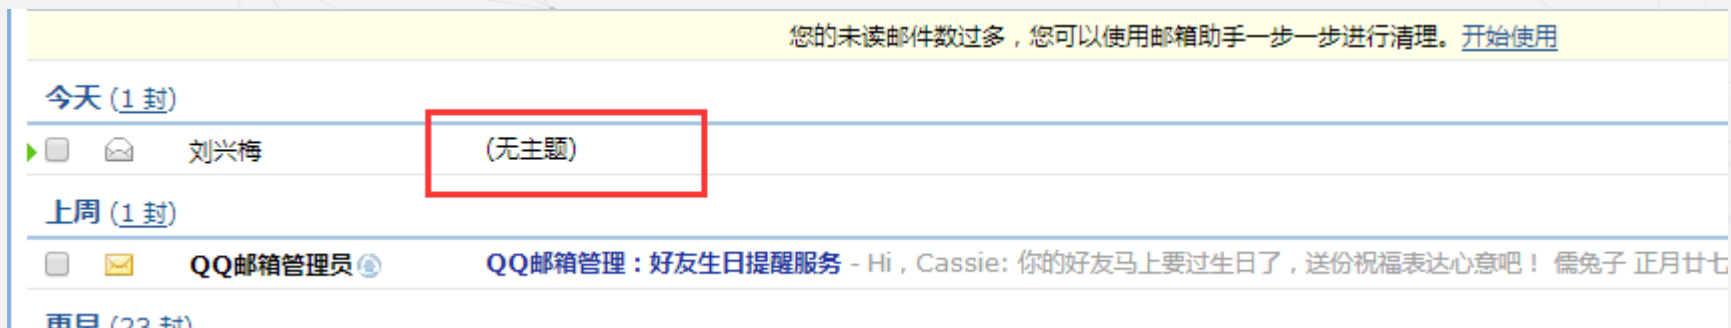 您的未读邮件数过多，您可以使用邮箱助手一步一步进行清理。开始使用
今天 (1 封)
刘兴梅 (无主题)
上周 (1 封)
QQ邮箱管理员 QQ邮箱管理：好友生日提醒服务 - Hi，Cassie: 你的好友马上要过生日了，送份祝福表达心意吧！ 儒兔子 正月廿七
更早 (23 封)